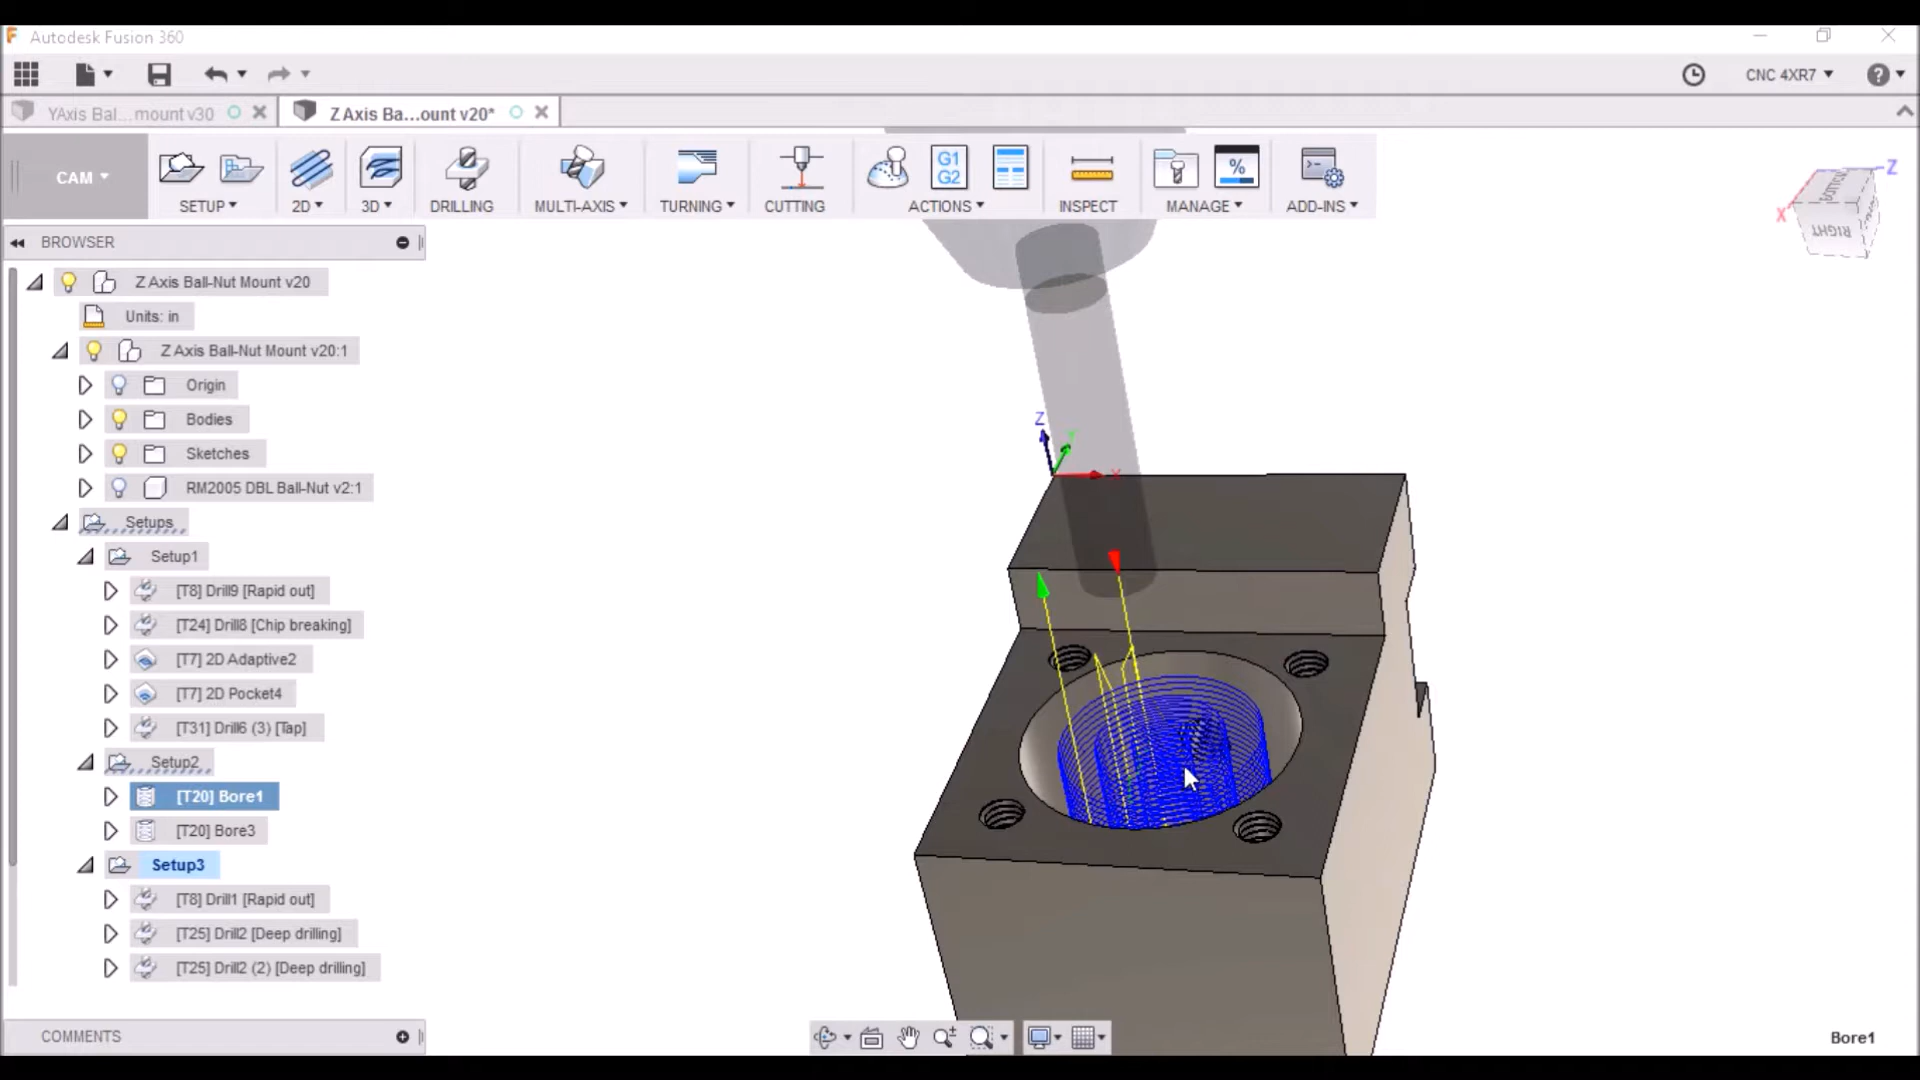 Autodesk Fusion 360
CNC 4XR7
YAxis Bal...mount v30
Z Axis Ba...ount v20*
CAM
SETUP
2D
3D
DRILLING
MULTI-AXIS
TURNING
CUTTING
G1
G2
ACTIONS
INSPECT
%
MANAGE
ADD-INS
Z
X
RIGHT
BROWSER
Z Axis Ball-Nut Mount v20
Units: in
Z Axis Ball-Nut Mount v20:1
Origin
Bodies
Sketches
RM2005 DBL Ball-Nut v2:1
Setups
Setup1
[T8] Drill9 [Rapid out]
[T24] Drill8 [Chip breaking]
[T7] 2D Adaptive2
[T7] 2D Pocket4
[T31] Drill6 (3) [Tap]
Setup2
[T20] Bore1
[T20] Bore3
Setup3
[T8] Drill1 [Rapid out]
[T25] Drill2 [Deep drilling]
[T25] Drill2 (2) [Deep drilling]
Z
X
COMMENTS
Bore1